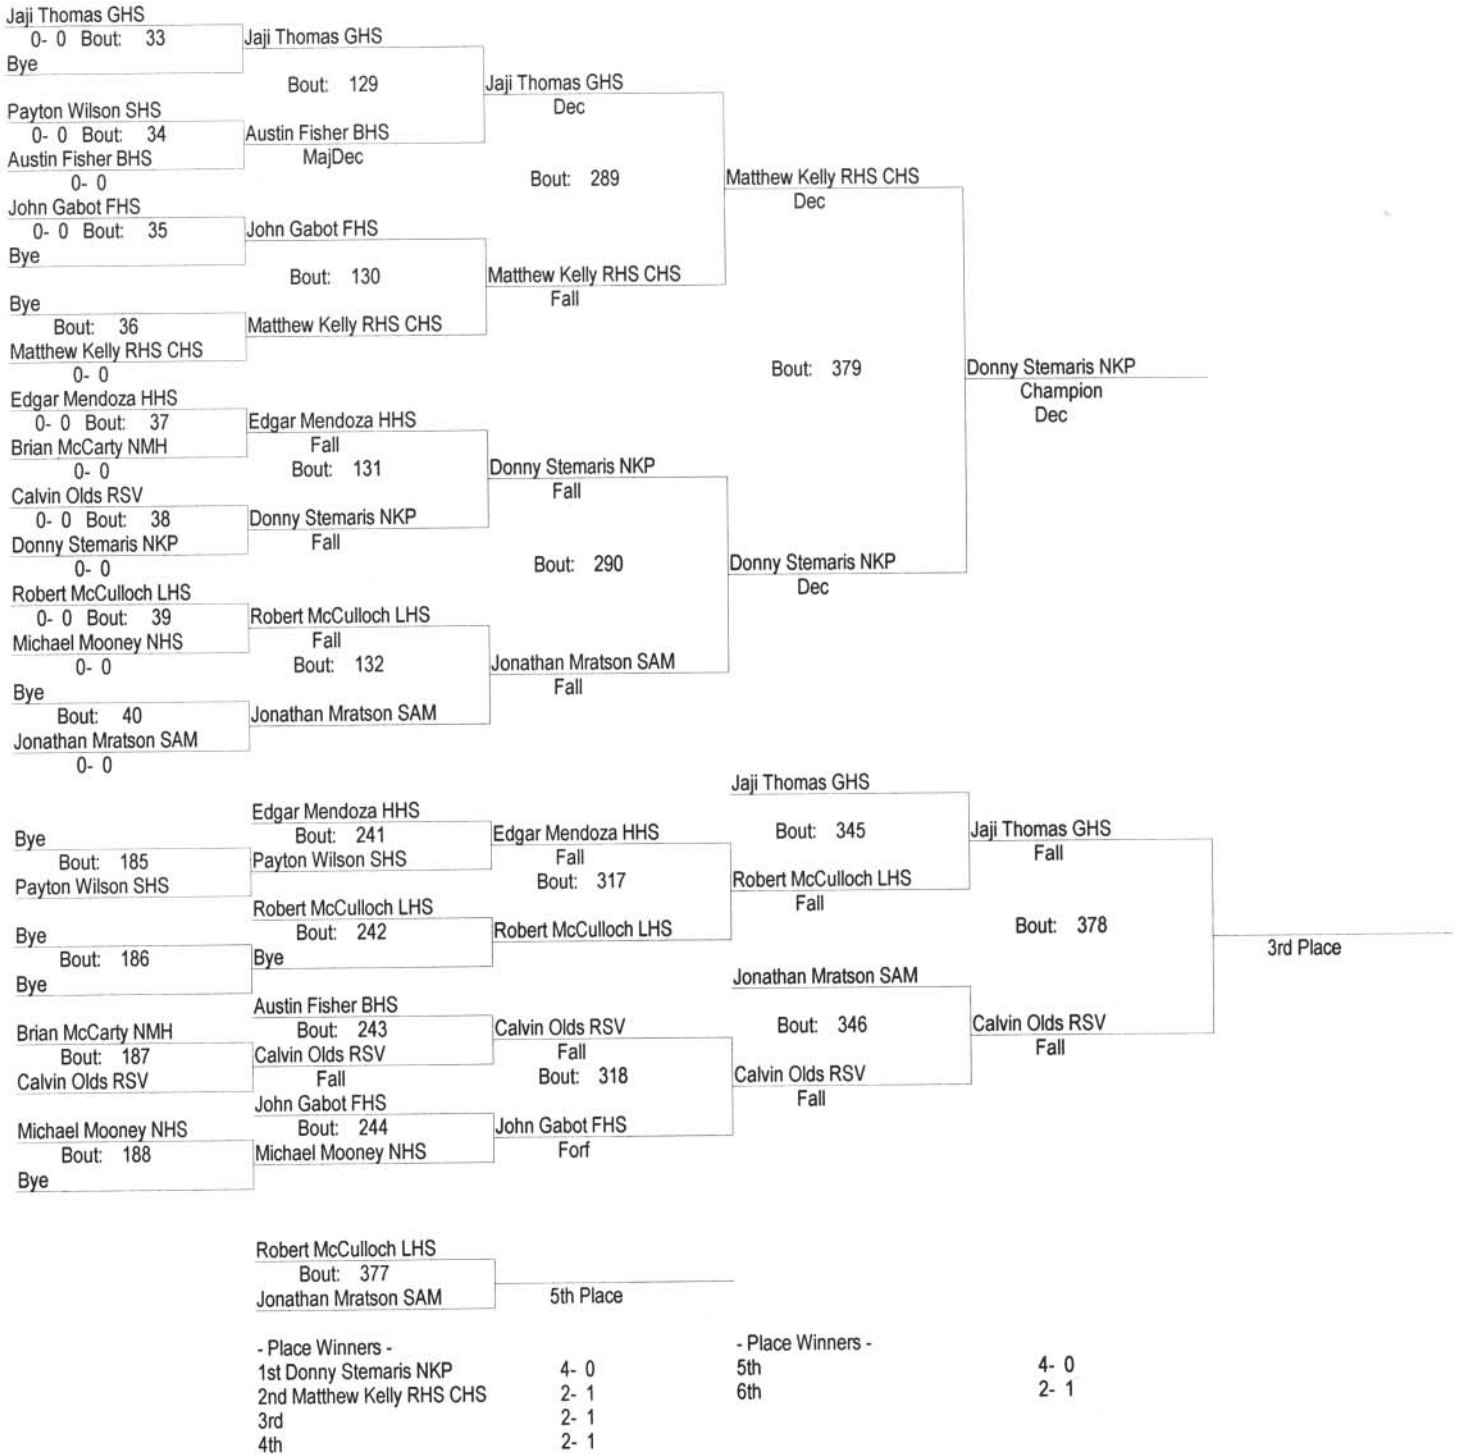 Jaji Thomas GHS
0- 0 Bout: 33
Bye
Jaji Thomas GHS
Bout: 129
Payton Wilson SHS
0- 0 Bout: 34
Austin Fisher BHS
0- 0
Austin Fisher BHS
MajDec
Jaji Thomas GHS
Dec
Bout: 289
John Gabot FHS
0- 0 Bout: 35
Bye
John Gabot FHS
Bout: 130
Bye
Bout: 36
Matthew Kelly RHS CHS
0- 0
Matthew Kelly RHS CHS
Matthew Kelly RHS CHS
Fall
Matthew Kelly RHS CHS
Dec
Bout: 379
Edgar Mendoza HHS
0- 0 Bout: 37
Brian McCarty NMH
0- 0
Edgar Mendoza HHS
Fall
Bout: 131
Calvin Olds RSV
0- 0 Bout: 38
Donny Stemaris NKP
0- 0
Donny Stemaris NKP
Fall
Donny Stemaris NKP
Fall
Bout: 290
Robert McCulloch LHS
0- 0 Bout: 39
Michael Mooney NHS
0- 0
Robert McCulloch LHS
Fall
Bout: 132
Bye
Bout: 40
Jonathan Mratson SAM
0- 0
Jonathan Mratson SAM
Jonathan Mratson SAM
Fall
Donny Stemaris NKP
Dec
Donny Stemaris NKP
Champion
Dec
Bye
Bout: 185
Payton Wilson SHS
Edgar Mendoza HHS
Bout: 241
Payton Wilson SHS
Edgar Mendoza HHS
Fall
Bout: 317
Bye
Bout: 186
Bye
Robert McCulloch LHS
Bout: 242
Bye
Robert McCulloch LHS
Jaji Thomas GHS
Bout: 345
Robert McCulloch LHS
Fall
Jaji Thomas GHS
Fall
Bout: 378
3rd Place
Brian McCarty NMH
Bout: 187
Calvin Olds RSV
Austin Fisher BHS
Bout: 243
Calvin Olds RSV
Fall
Calvin Olds RSV
Fall
Bout: 318
Michael Mooney NHS
Bout: 188
Bye
John Gabot FHS
Bout: 244
Michael Mooney NHS
John Gabot FHS
Forf
Jonathan Mratson SAM
Bout: 346
Calvin Olds RSV
Fall
Calvin Olds RSV
Fall
Robert McCulloch LHS
Bout: 377
Jonathan Mratson SAM
5th Place
- Place Winners -
1st Donny Stemaris NKP 4- 0
2nd Matthew Kelly RHS CHS 2- 1
3rd 2- 1
4th 2- 1
- Place Winners -
5th 4- 0
6th 2- 1